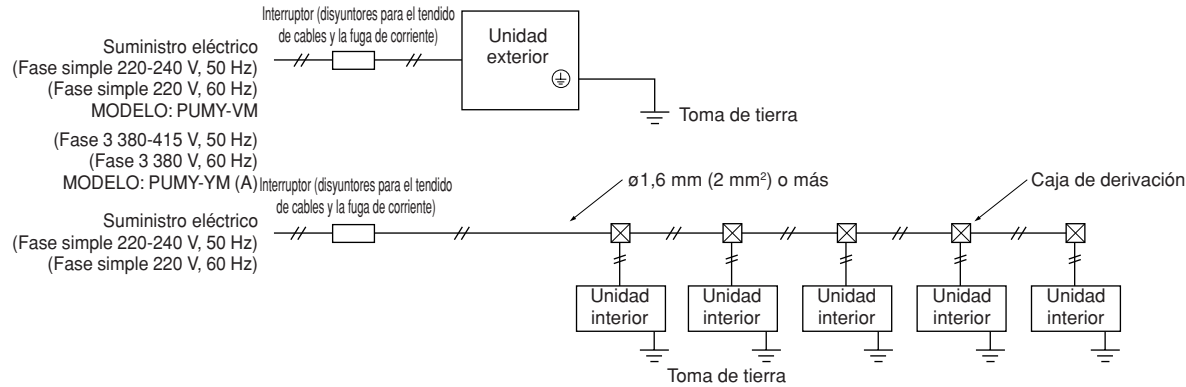 Interruptor (disyuntores para el tendido
de cables y la fuga de corriente)
Suministro eléctrico
(Fase simple 220-240 V, 50 Hz)
(Fase simple 220 V, 60 Hz)
MODELO: PUMY-VM
(Fase 3 380-415 V, 50 Hz)
(Fase 3 380 V, 60 Hz)
MODELO: PUMY-YM (A)
Unidad
exterior
Toma de tierra
Interruptor (disyuntores para el tendido
de cables y la fuga de corriente)
Suministro eléctrico
(Fase simple 220-240 V, 50 Hz)
(Fase simple 220 V, 60 Hz)
ø1,6 mm (2 mm²) o más
Caja de derivación
Unidad
interior
Unidad
interior
Unidad
interior
Unidad
interior
Unidad
interior
Toma de tierra